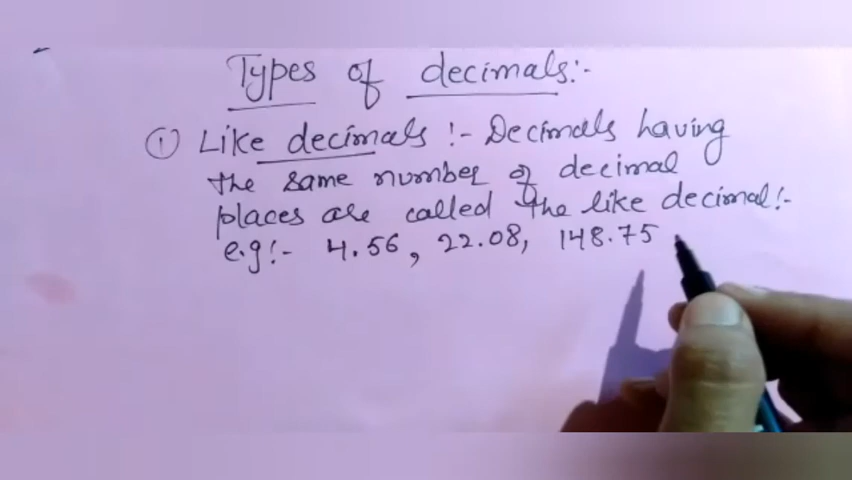 Types of decimals:-
① Like decimals :- Decimals having
the same number of decimal
places are called the like decimal:-
e.g:- 4.56, 22.08, 148.75